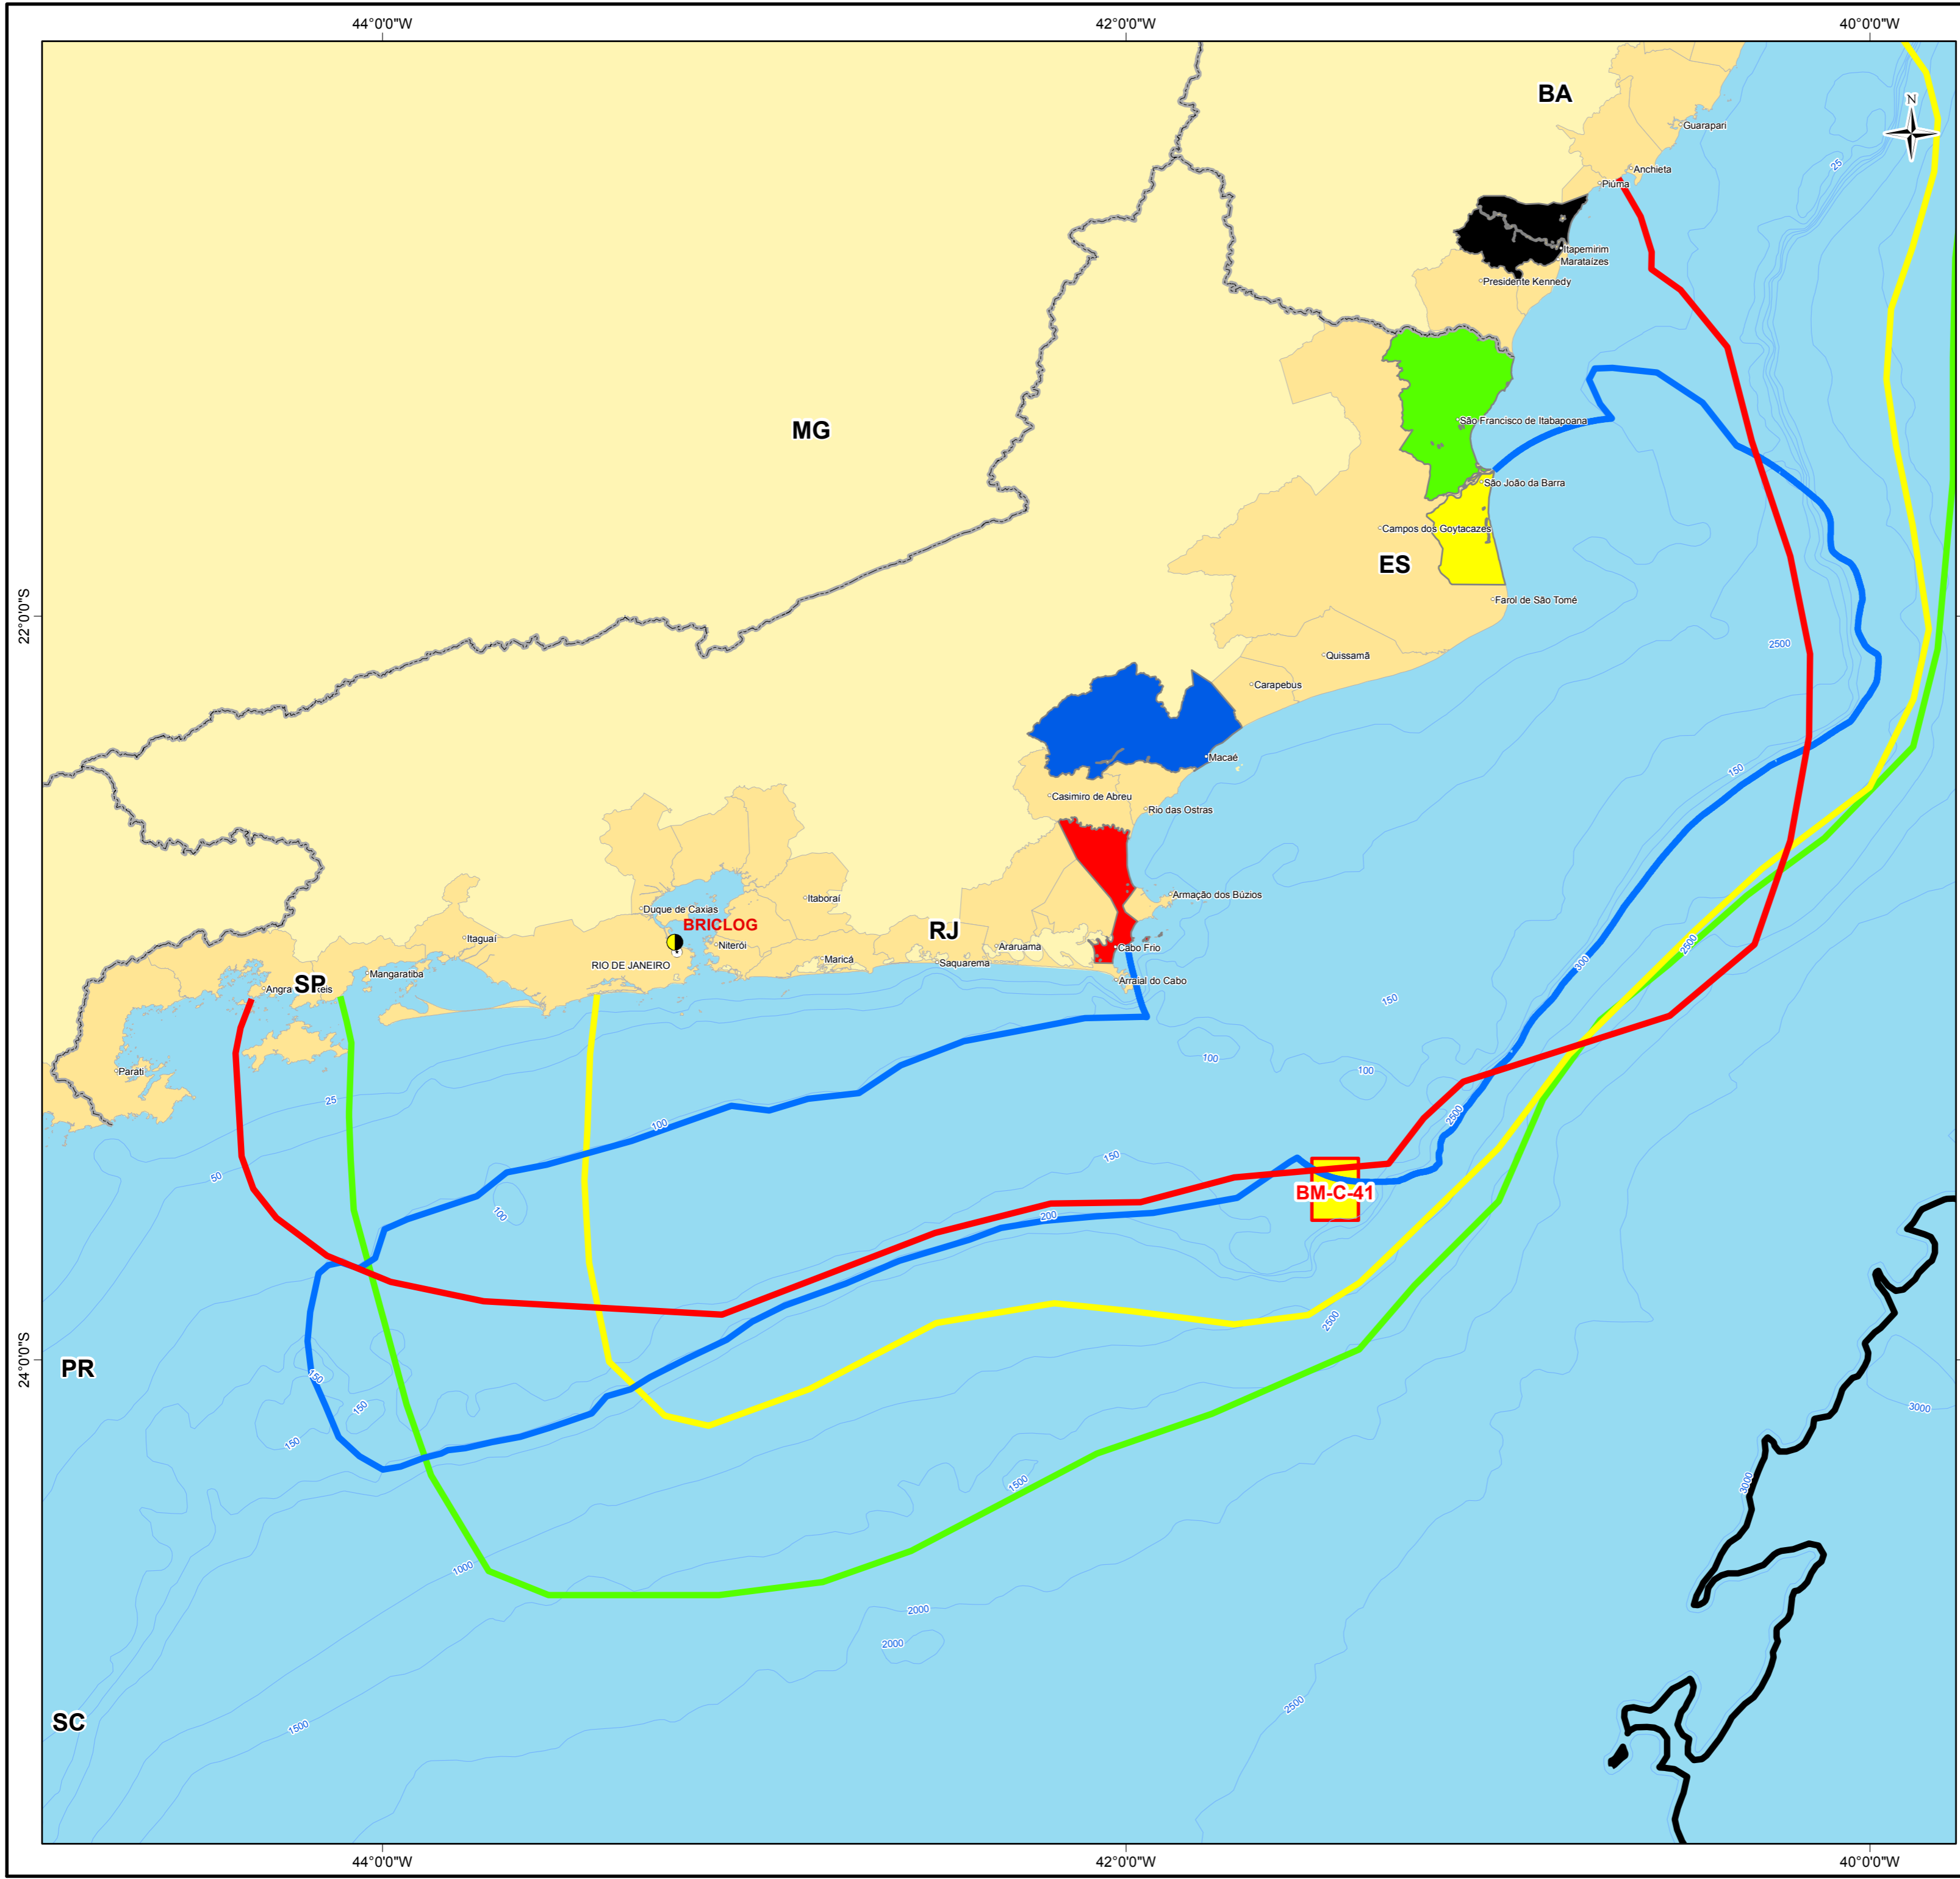 44°0'0"W
42°0'0"W
40°0'0"W
BA
N
Guarapari
25
Anchieta
Piúma
Itapemirim
Marataízes
Presidente Kennedy
MG
São Francisco de Itabapoana
São João da Barra
Campos dos Goytacazes
ES
22°0'0"S
Farol de São Tomé
2500
Quissamã
Carapebus
Macaé
150
Casimiro de Abreu
Rio das Ostras
Armação dos Búzios
Itaboraí
Duque de Caxias
BRICLOG
RJ
Itaguaí
Niterói
Araruama
Cabo Frio
2500
Maricá
Saquarema
RIO DE JANEIRO
300
Mangaratiba
SP
Arraial do Cabo
Angra
eis
150
100
Parati
100
25
2500
100
150
50
BM-C-41
100
200
2500
24°0'0"S
PR
150
150
3000
150
1500
3000
1000
2000
2000
2500
SC
1500
44°0'0"W
42°0'0"W
40°0'0"W